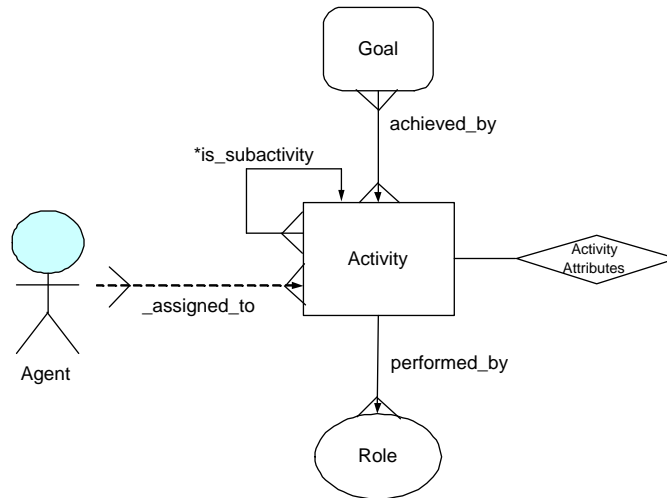 Goal
achieved_by
*is_subactivity
Activity
Activity
Attributes
_assigned_to
Agent
performed_by
Role